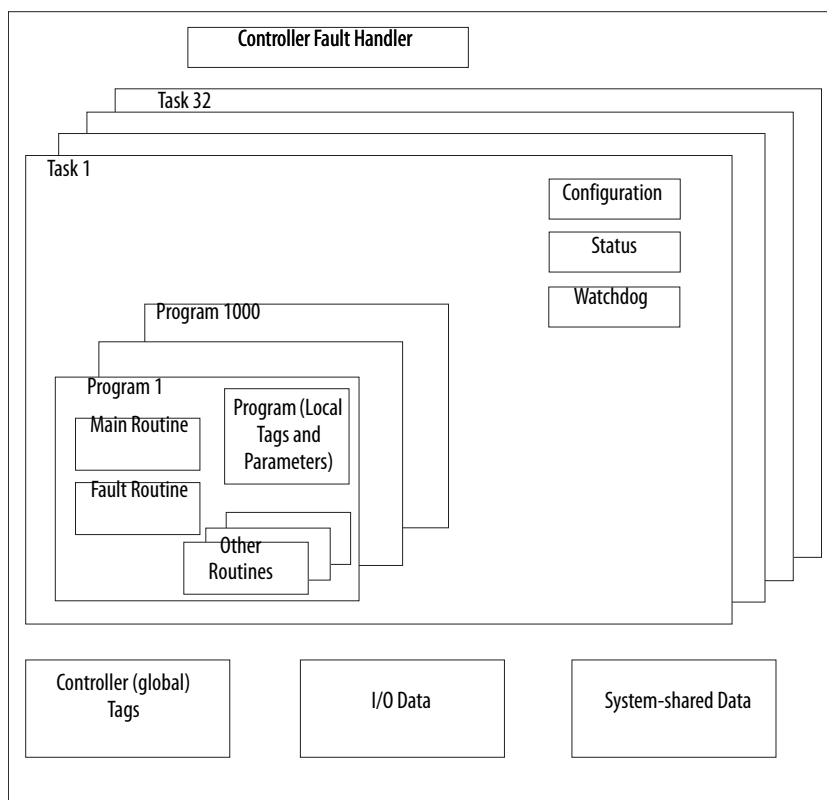 Controller Fault Handler
Task 32
Task 1
Configuration
Status
Watchdog
Program 1000
Program 1
Main Routine
Program (Local
Tags and
Parameters)
Fault Routine
Other
Routines
Controller (global)
Tags
I/O Data
System-shared Data